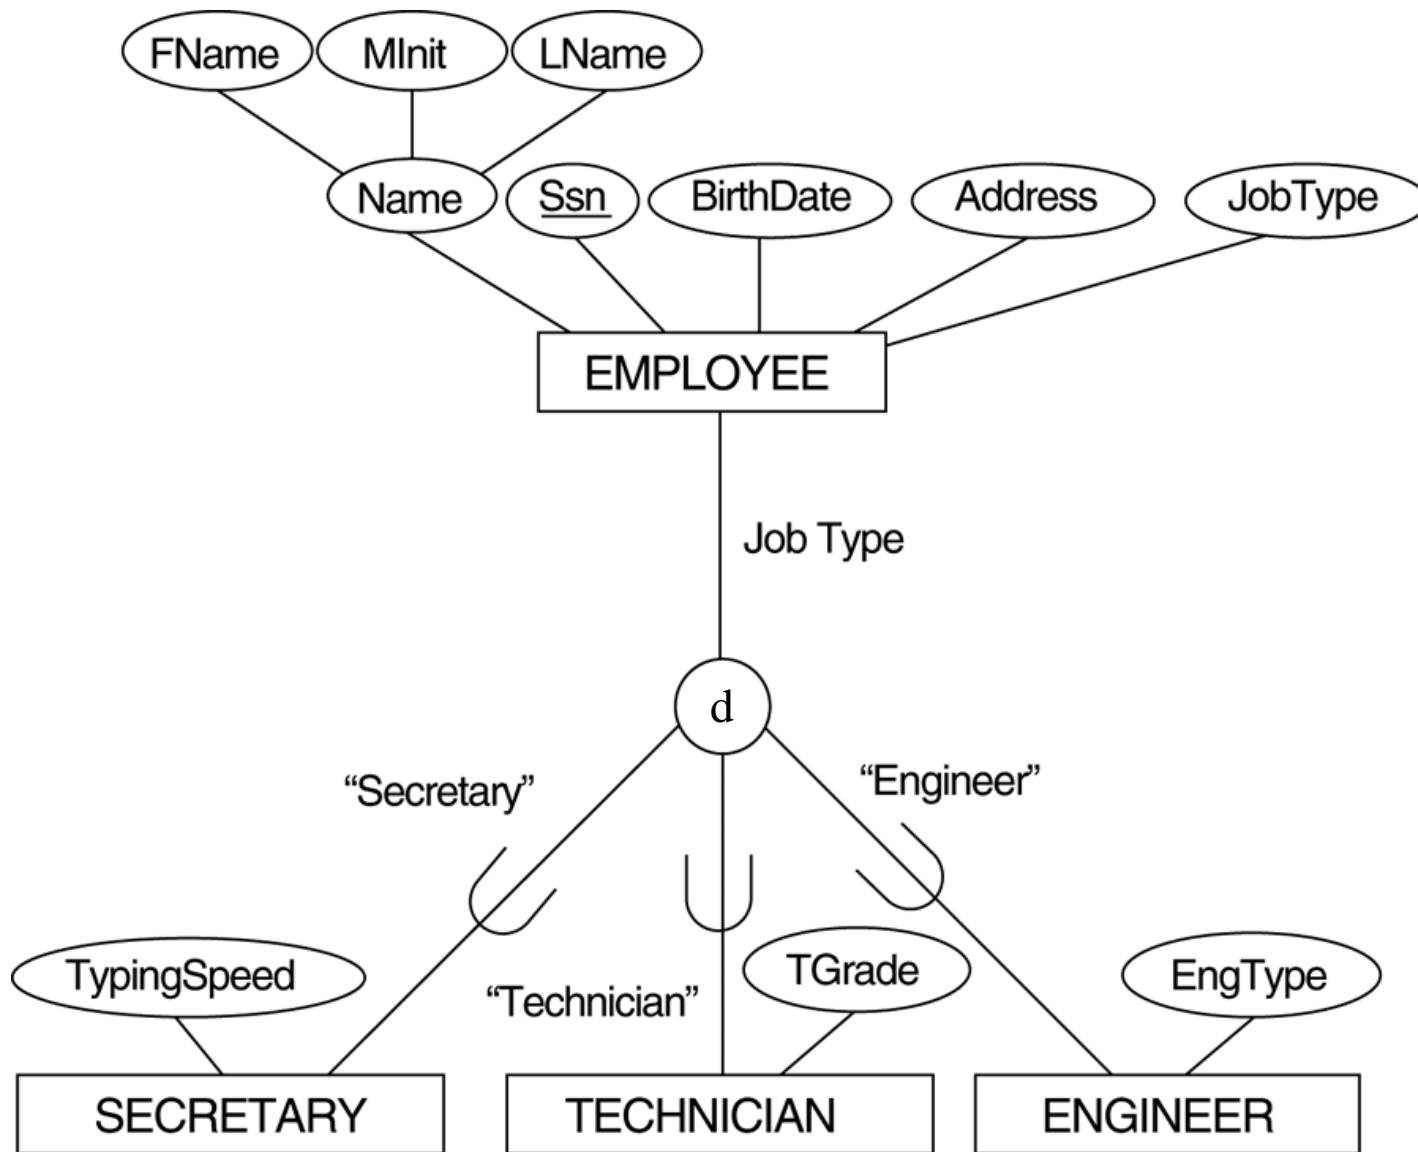 FName
MInit
LName
Name
Ssn
BirthDate
Address
JobType
EMPLOYEE
Job Type
d
“Secretary”
“Engineer”
“Technician”
TypingSpeed
TGrade
EngType
SECRETARY
TECHNICIAN
ENGINEER